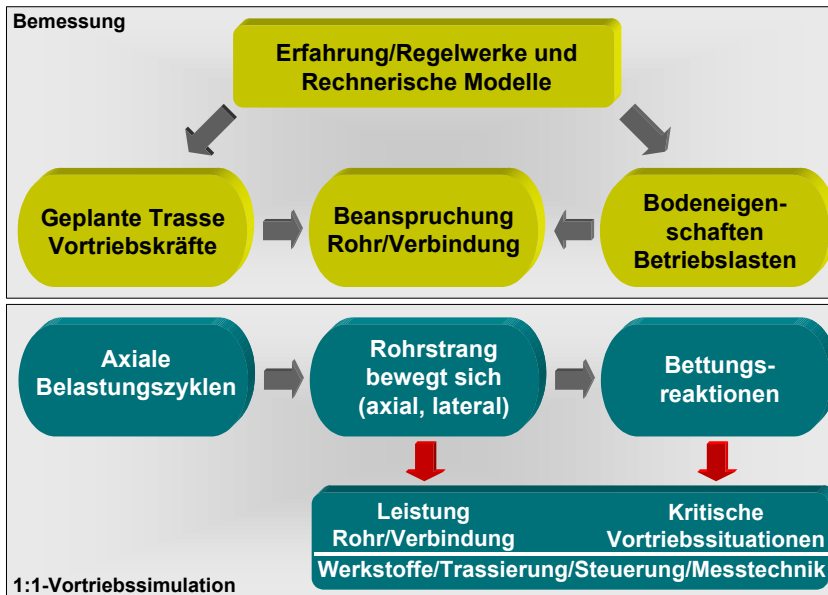 Bemessung
Erfahrung/Regelwerke und
Rechnerische Modelle
Geplante Trasse
Vortriebskräfte
Beanspruchung
Rohr/Verbindung
Bodeneigen-
schaften
Betriebslasten
Axiale
Belastungszyklen
Rohrstrang
bewegt sich
(axial, lateral)
Bettungs-
reaktionen
Leistung
Rohr/Verbindung
Kritische
Vortriebssituationen
Werkstoffe/Trassierung/Steuerung/Messtechnik
1:1-Vortriebssimulation